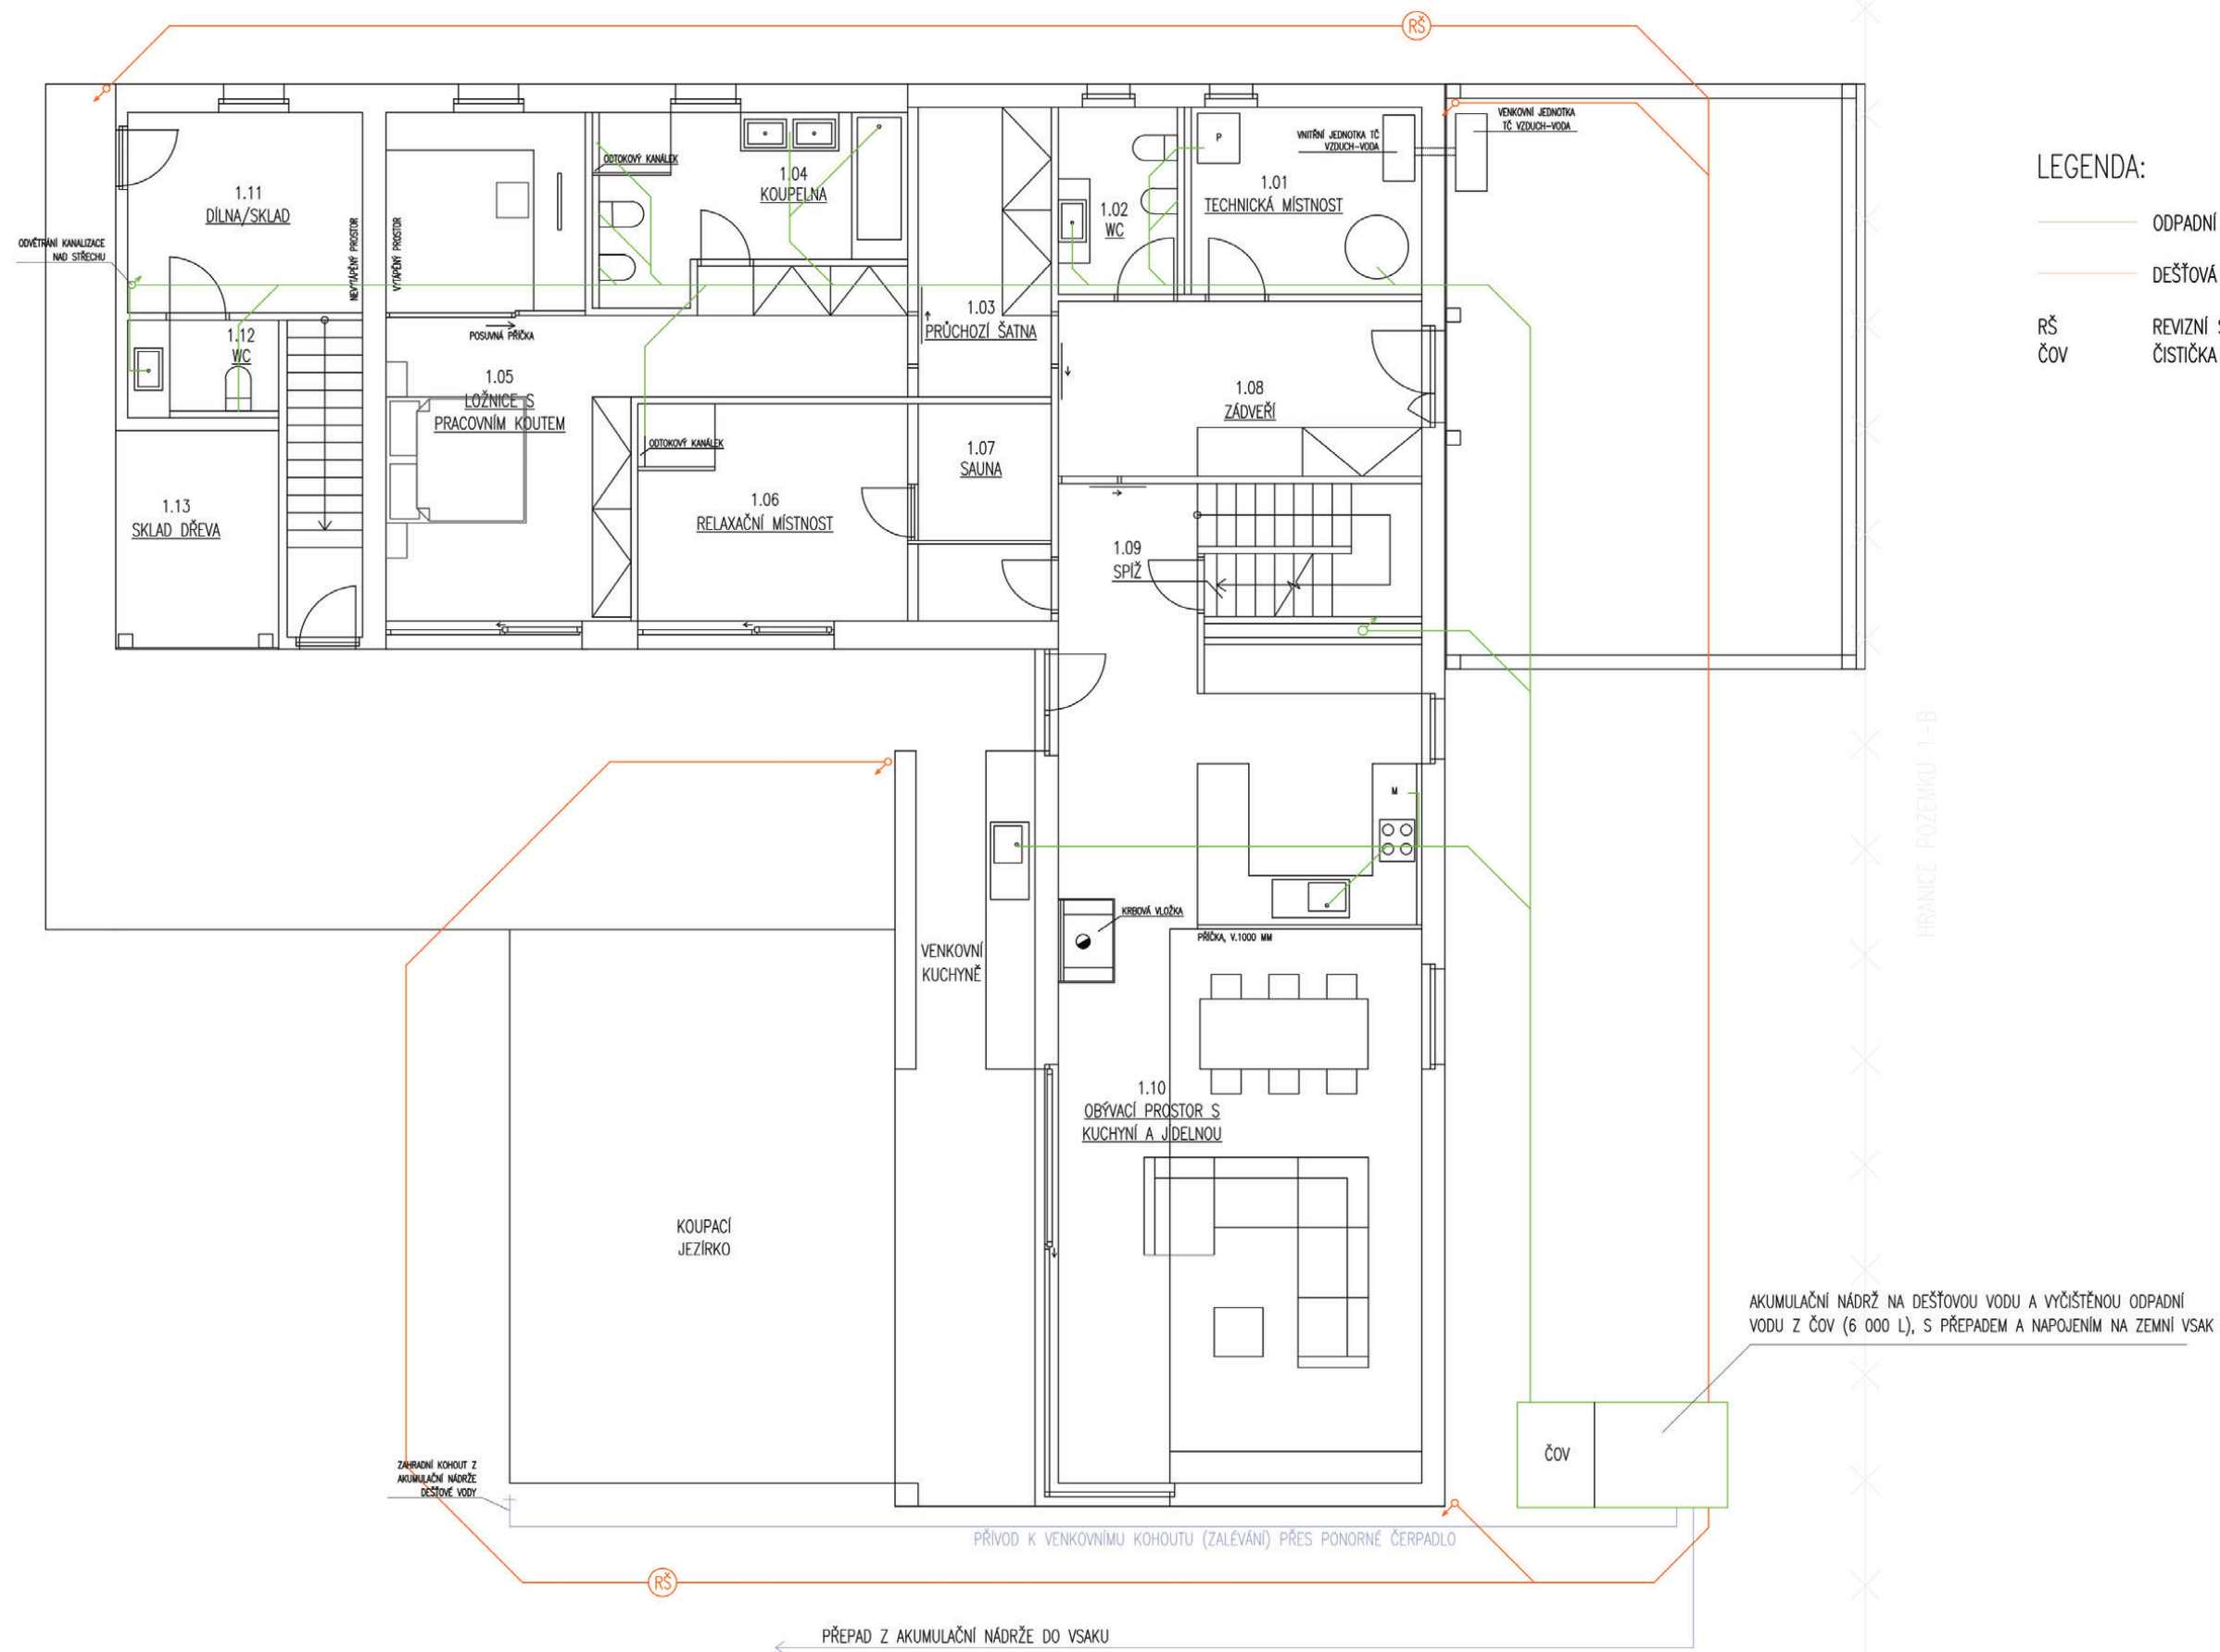 RŠ
VENKOVNÍ JEDNOTKA
TČ VZDUCH-VODA
VNITŘNÍ JEDNOTKA TČ
VZDUCH-VODA
P
ODTOKOVÝ KANÁLEK
1.04
KOUPELNA
1.11
DÍLNA/SKLAD
1.02
WC
1.01
TECHNICKÁ MÍSTNOST
LEGENDA:
ODPADNÍ
DEŠŤOVÁ
RŠ
REVIZNÍ
ČOV
ČISTIČKA
ODVĚTRÁNÍ KANALIZACE
NAD STŘECHU
NEVYTÁPĚNÝ PROSTOR
VYTÁPĚNÝ PROSTOR
1.12
WC
POSUVNÁ PŘÍČKA
1.03
PRŮCHOZÍ ŠATNA
1.05
LOŽNICE S
PRACOVNÍM KOUTEM
1.08
ZÁDVEŘÍ
ODTOKOVÝ KANÁLEK
1.07
SAUNA
1.06
RELAXAČNÍ MÍSTNOST
1.13
SKLAD DŘEVA
1.09
SPÍŽ
HRANICE POZEMKU 1-B
M
KRBOVÁ VLOŽKA
PŘÍČKA, V.1000 MM
VENKOVNÍ
KUCHYNĚ
1.10
OBÝVACÍ PROSTOR S
KUCHYNÍ A JÍDELNOU
KOUPACÍ
JEZÍRKO
AKUMULAČNÍ NÁDRŽ NA DEŠŤOVOU VODU A VYČIŠTĚNOU ODPADNÍ
VODU Z ČOV (6 000 L), S PŘEPADEM A NAPOJENÍM NA ZEMNÍ VSAK
ČOV
ZAHRADNÍ KOHOUT Z
AKUMULAČNÍ NÁDRŽE
DEŠŤOVÉ VODY
PŘÍVOD K VENKOVNÍMU KOHOUTU (ZALÉVÁNÍ) PŘES PONORNÉ ČERPADLO
RŠ
PŘEPAD Z AKUMULAČNÍ NÁDRŽE DO VSAKU